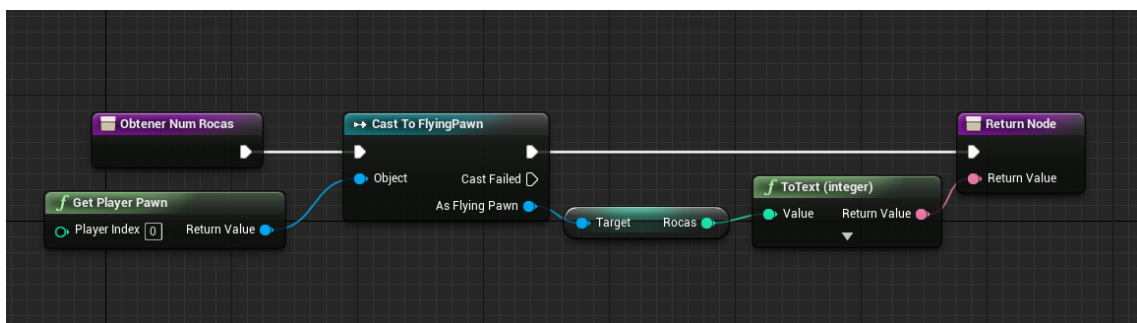 Obtener Num Rocas
Cast To FlyingPawn
Return Node
Object
Cast Failed
Return Value
As Flying Pawn
f Get Player Pawn
Player Index 0
Return Value
Target
Rocas
f ToText (integer)
Value
Return Value